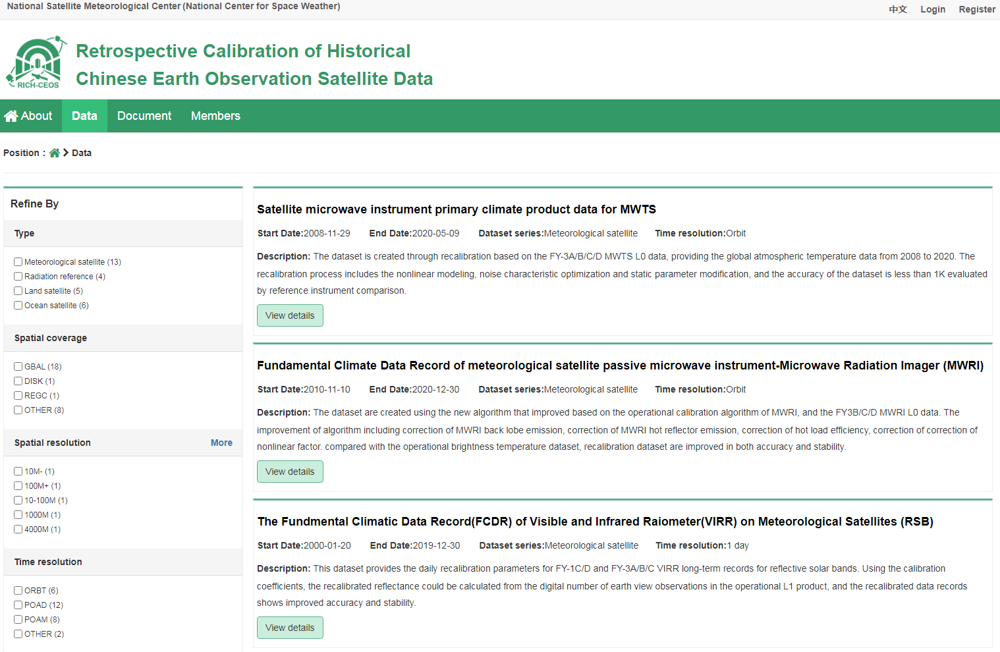 National Satellite Meteorological Center (National Center for Space Weather)
中文 Login Register
RICH-CEOS
Retrospective Calibration of Historical
Chinese Earth Observation Satellite Data
About Data Document Members
Position : Data
Refine By
Type
Meteorological satellite (13)
Radiation reference (4)
Land satellite (5)
Ocean satellite (6)
Spatial coverage
GBAL (18)
DISK (1)
REGC (1)
OTHER (8)
Spatial resolution More
10M- (1)
100M+ (1)
10-100M (1)
1000M (1)
4000M (1)
Time resolution
ORBT (6)
POAD (12)
POAM (8)
OTHER (2)
Satellite microwave instrument primary climate product data for MWTS
Start Date:2008-11-29 End Date:2020-05-09 Dataset series:Meteorological satellite Time resolution:Orbit
Description: The dataset is created through recalibration based on the FY-3A/B/C/D MWTS L0 data, providing the global atmospheric temperature data from 2008 to 2020. The
recalibration process includes the nonlinear modeling, noise characteristic optimization and static parameter modification, and the accuracy of the dataset is less than 1K evaluated
by reference instrument comparison.
View details
Fundamental Climate Data Record of meteorological satellite passive microwave instrument-Microwave Radiation Imager (MWRI)
Start Date:2010-11-10 End Date:2020-12-30 Dataset series:Meteorological satellite Time resolution:Orbit
Description: The dataset are created using the new algorithm that improved based on the operational calibration algorithm of MWRI, and the FY3B/C/D MWRI L0 data. The
improvement of algorithm including correction of MWRI back lobe emission, correction of MWRI hot reflector emission, correction of hot load efficiency, correction of correction of
nonlinear factor. compared with the operational brightness temperature dataset, recalibration dataset are improved in both accuracy and stability.
View details
The Fundmental Climatic Data Record(FCDR) of Visible and Infrared Raiometer(VIRR) on Meteorological Satellites (RSB)
Start Date:2000-01-20 End Date:2019-12-30 Dataset series:Meteorological satellite Time resolution:1 day
Description: This dataset provides the daily recalibration parameters for FY-1C/D and FY-3A/B/C VIRR long-term records for reflective solar bands. Using the calibration
coefficients, the recalibrated reflectance could be calculated from the digital number of earth view observations in the operational L1 product, and the recalibrated data records
shows improved accuracy and stability.
View details